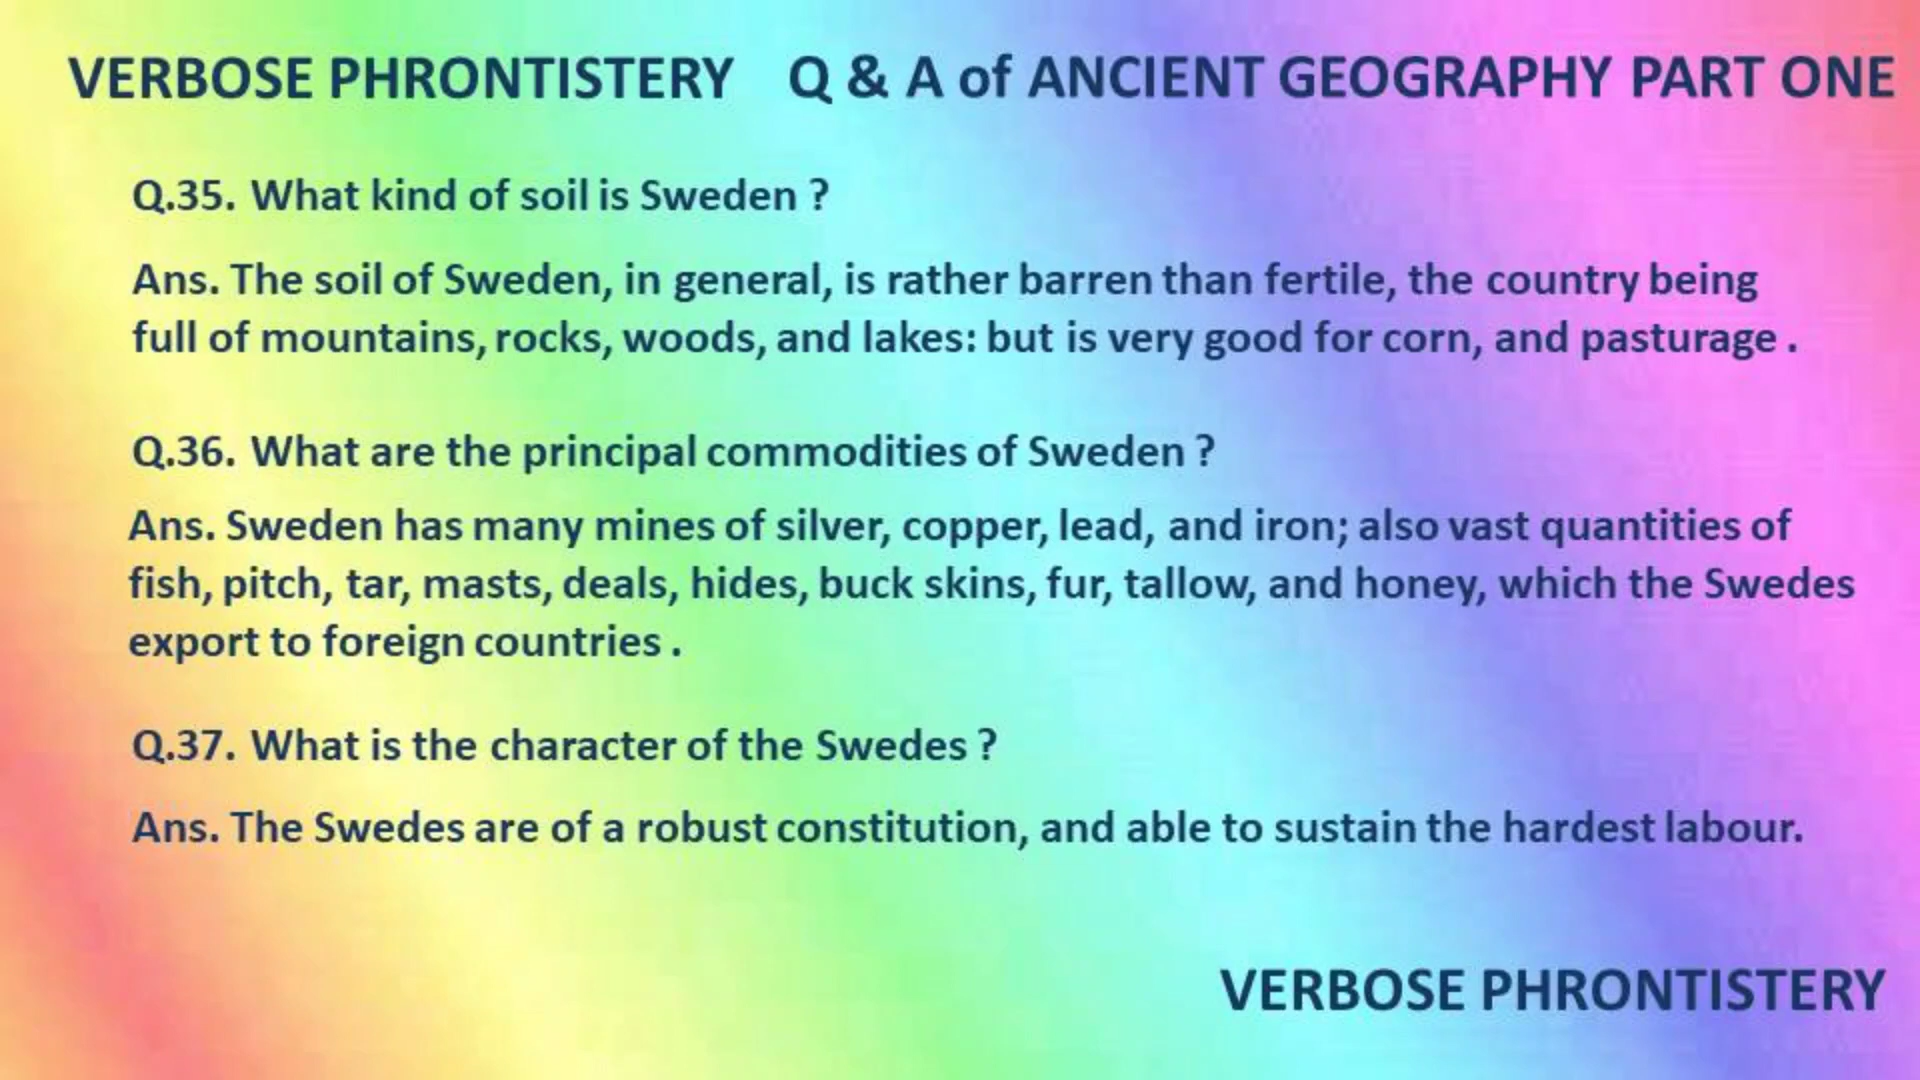 VERBOSE PHRONTISTERY Q & A of ANCIENT GEOGRAPHY PART ONE
Q.35. What kind of soil is Sweden ?
Ans. The soil of Sweden, in general, is rather barren than fertile, the country being
full of mountains, rocks, woods, and lakes: but is very good for corn, and pasturage .
Q.36. What are the principal commodities of Sweden ?
Ans. Sweden has many mines of silver, copper, lead, and iron; also vast quantities of
fish, pitch, tar, masts, deals, hides, buck skins, fur, tallow, and honey, which the Swedes
export to foreign countries .
Q.37. What is the character of the Swedes ?
Ans. The Swedes are of a robust constitution, and able to sustain the hardest labour.
VERBOSE PHRONTISTERY